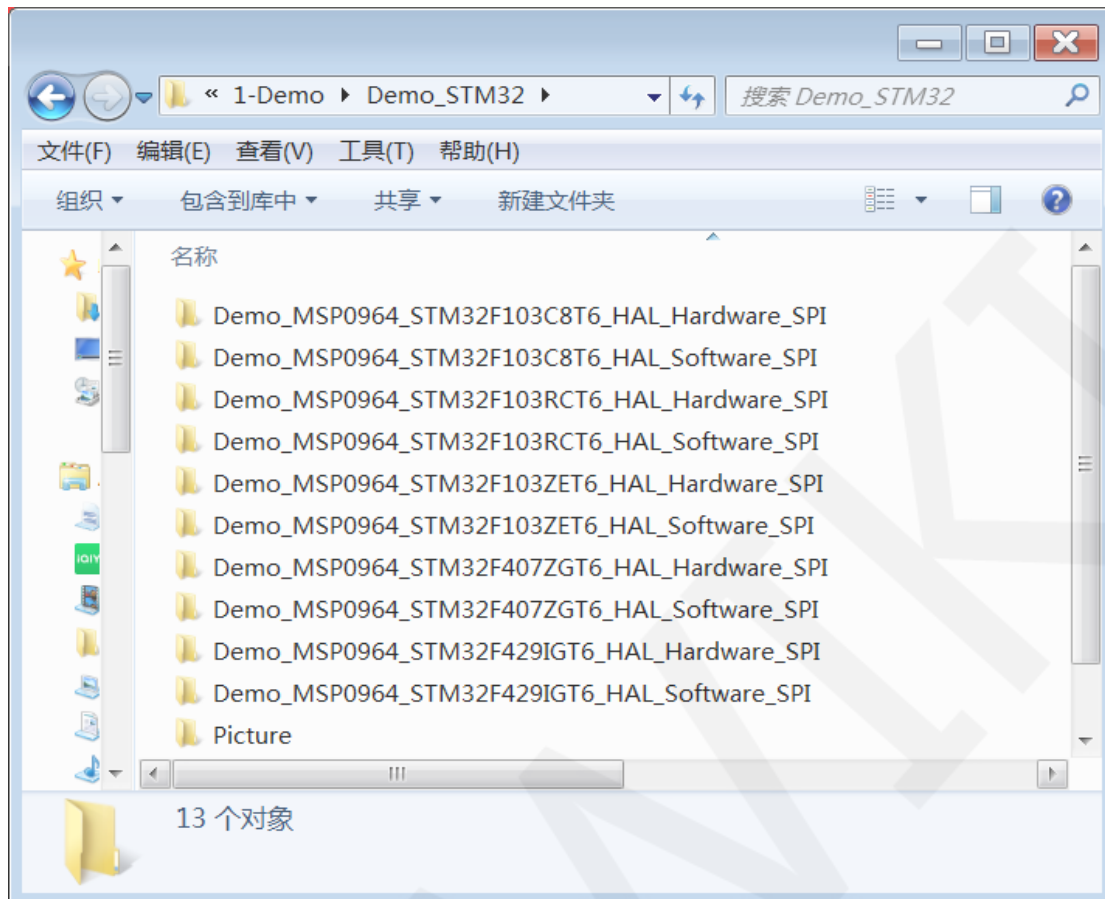 « 1-Demo Demo_STM32
搜索 Demo_STM32
文件(F) 编辑(E) 查看(V) 工具(T) 帮助(H)
组织 包含到库中 共享 新建文件夹
名称
Demo_MSP0964_STM32F103C8T6_HAL_Hardware_SPI
Demo_MSP0964_STM32F103C8T6_HAL_Software_SPI
Demo_MSP0964_STM32F103RCT6_HAL_Hardware_SPI
Demo_MSP0964_STM32F103RCT6_HAL_Software_SPI
Demo_MSP0964_STM32F103ZET6_HAL_Hardware_SPI
Demo_MSP0964_STM32F103ZET6_HAL_Software_SPI
Demo_MSP0964_STM32F407ZGT6_HAL_Hardware_SPI
Demo_MSP0964_STM32F407ZGT6_HAL_Software_SPI
Demo_MSP0964_STM32F429IGT6_HAL_Hardware_SPI
Demo_MSP0964_STM32F429IGT6_HAL_Software_SPI
Picture
13 个对象